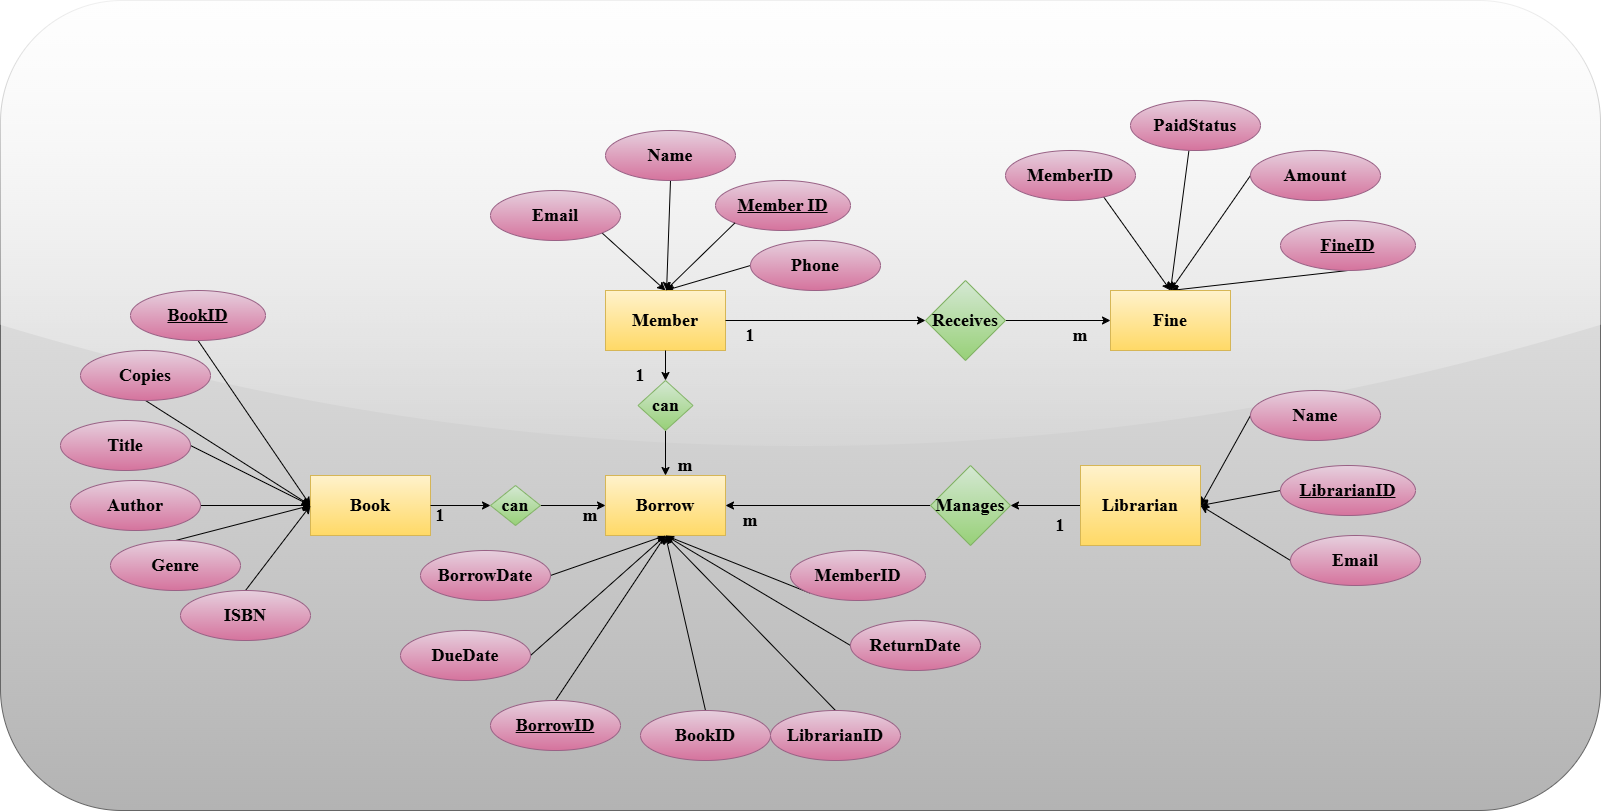 PaidStatus
Name
MemberID
Amount
Member ID
Email
FineID
Phone
BookID
Member
Receives
Fine
1
m
Copies
1
can
Name
Title
m
LibrarianID
Author
Book
can
Borrow
Manages
Librarian
1
m
m
1
Genre
BorrowDate
MemberID
Email
ISBN
DueDate
ReturnDate
BorrowID
BookID
LibrarianID